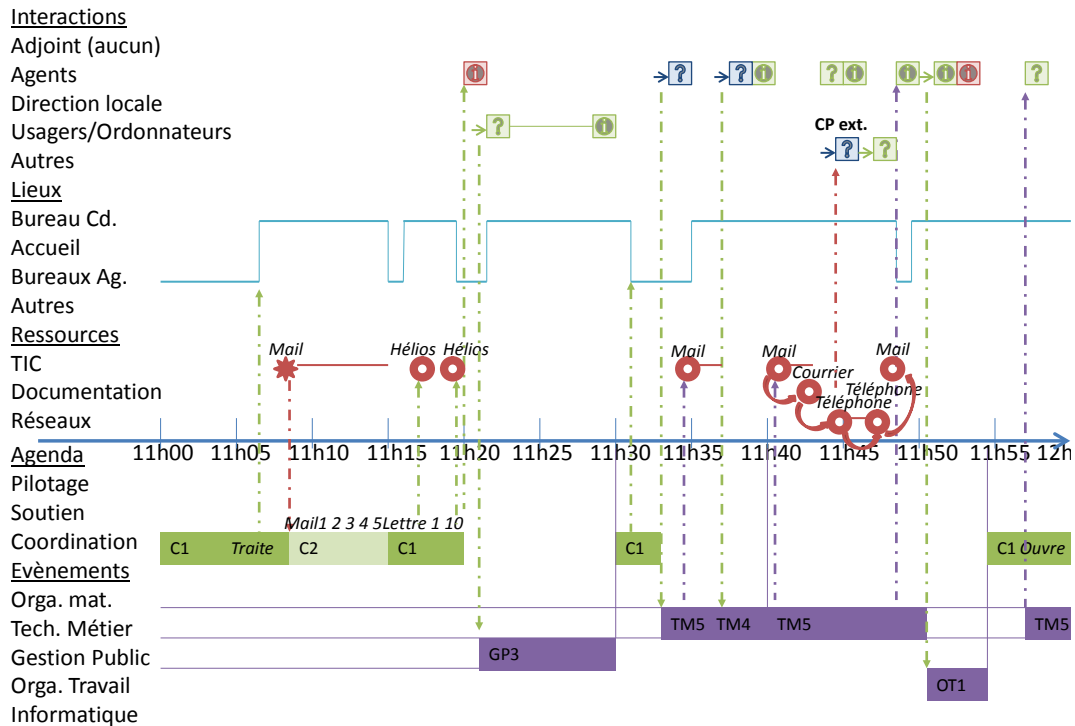 Interactions
Adjoint (aucun)
Agents
Direction locale
Usagers/Ordonnateurs
CP ext.
Autres
Lieux
Bureau Cd.
Accueil
Bureaux Ag.
Autres
Ressources
Mail Hélios Hélios Mail Mail Mail
TIC
Courrier
Documentation Téléphone
Téléphone
Réseaux
11h00 11h05 11h10 11h15 11h20 11h25 11h30 11h35 11h40 11h45 11h50 11h55 12h
Agenda
Pilotage
Soutien
Mail1 2 3 4 5Lettre 1 10
Coordination C1 Traite C2 C1 C1 C1 Ouvre
Evènements
Orga. mat.
Tech. Métier TM5 TM4 TM5 TM5
Gestion Public GP3
Orga. Travail OT1
Informatique